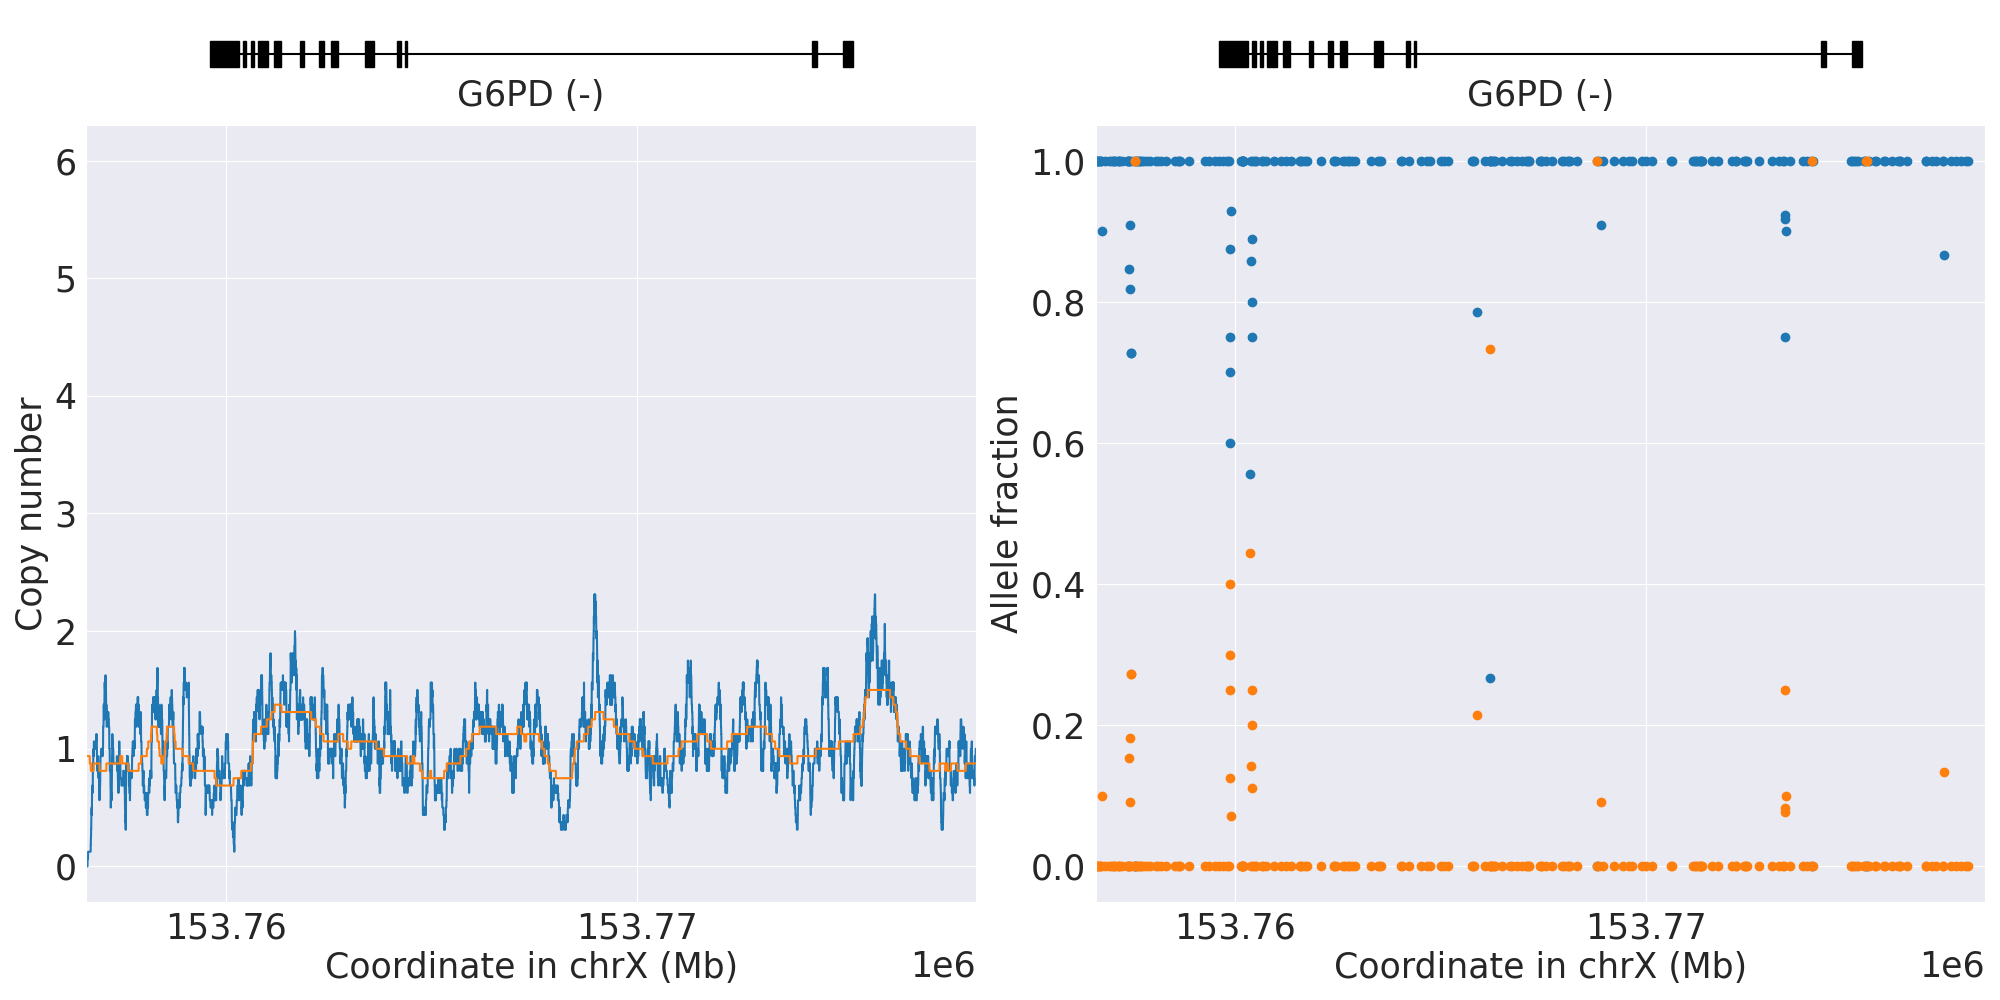 G6PD (-)
6
5
4
3
2
1
0
Copy number
153.76
153.77
Coordinate in chrX (Mb)
1e6
G6PD (-)
1.0
0.8
0.6
0.4
0.2
0.0
Allele fraction
153.76
153.77
Coordinate in chrX (Mb)
1e6